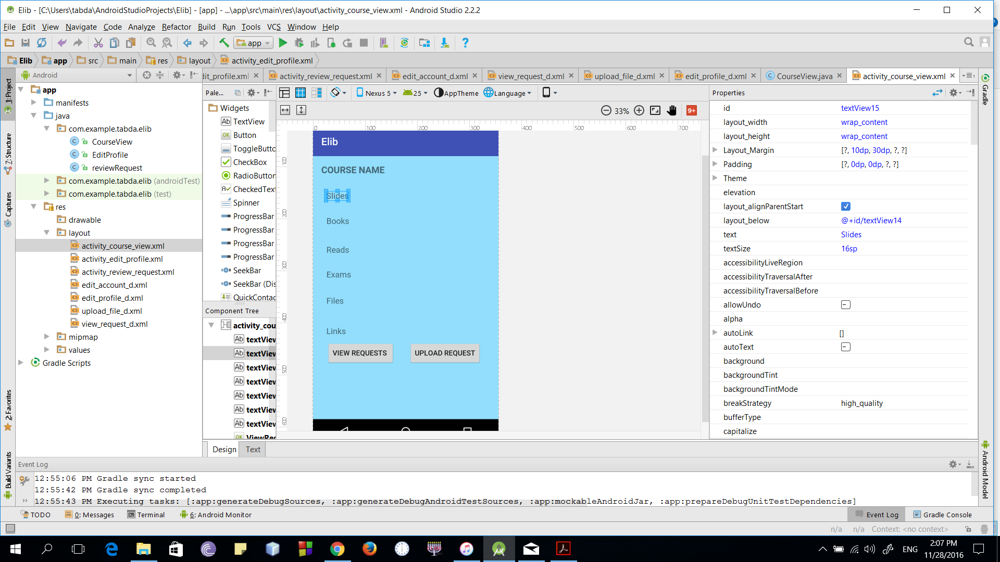 Elib - [C:\Users\tabda\AndroidStudioProjects\Elib] - [app] - ...\app\src\main\res\layout\activity_course_view.xml - Android Studio 2.2.2
File Edit View Navigate Code Analyze Refactor Build Run Tools VCS Window Help
app
Elib app src main res layout activity_edit_profile.xml
Android
dit_profile.xml activity_review_request.xml edit_account_d.xml view_request_d.xml upload_file_d.xml edit_profile_d.xml CourseView.java activity_course_view.xml
1: Project
7: Structure
Captures
2: Favorites
Build Variants
app
manifests
java
com.example.tabda.elib
CourseView
EditProfile
reviewRequest
com.example.tabda.elib (androidTest)
com.example.tabda.elib (test)
res
drawable
layout
activity_course_view.xml
activity_edit_profile.xml
activity_review_request.xml
edit_account_d.xml
edit_profile_d.xml
upload_file_d.xml
view_request_d.xml
mipmap
values
Gradle Scripts
Pale...
Widgets
Ab TextView
OK Button
ToggleButto
CheckBox
RadioButton
CheckedText
Spinner
ProgressBar
ProgressBar
ProgressBar
ProgressBar
SeekBar
SeekBar (Dis
QuickContac
Component Tree
activity_cou
Ab textView
Ab textView
Ab textView
Ab textView
Ab textView
Ab textView
Ab textView
OK ViewRec
Nexus 5 25 AppTheme Language
33% 9+
0 100 200 300 400 500 600 700
100
200
300
400
500
600
Elib
COURSE NAME
Slides
Books
Reads
Exams
Files
Links
VIEW REQUESTS UPLOAD REQUEST
Design Text
Properties
id textView15
layout_width wrap_content
layout_height wrap_content
Layout_Margin [?, 10dp, 30dp, ?, ?]
Padding [?, 0dp, 0dp, ?, ?]
Theme
elevation
layout_alignParentStart
layout_below @+id/textView14
text Slides
textSize 16sp
accessibilityLiveRegion
accessibilityTraversalAfter
accessibilityTraversalBefore
allowUndo
alpha
autoLink []
autoText
background
backgroundTint
backgroundTintMode
breakStrategy high_quality
bufferType
capitalize
Gradle
Android Model
Event Log
12:55:06 PM Gradle sync started
12:55:42 PM Gradle sync completed
12:55:43 PM Executing tasks: [:app:generateDebugSources, :app:generateDebugAndroidTestSources, :app:mockableAndroidJar, :app:prepareDebugUnitTestDependencies]
TODO 0: Messages Terminal 6: Android Monitor Event Log Gradle Console
n/a n/a Context: <no context>
ENG 2:07 PM
11/28/2016